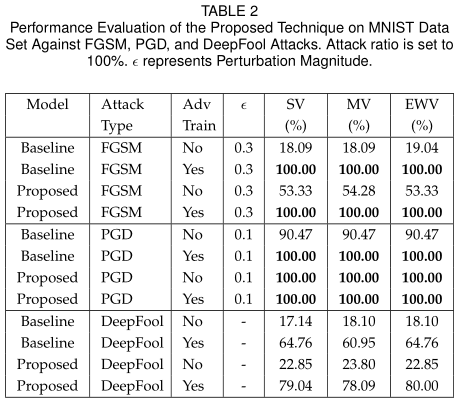 TABLE 2
Performance Evaluation of the Proposed Technique on MNIST Data
Set Against FGSM, PGD, and DeepFool Attacks. Attack ratio is set to
100%. ϵ represents Perturbation Magnitude.
Model Attack Adv ϵ SV MV EWV
Type Train (%) (%) (%)
Baseline FGSM No 0.3 18.09 18.09 19.04
Baseline FGSM Yes 0.3 100.00 100.00 100.00
Proposed FGSM No 0.3 53.33 54.28 53.33
Proposed FGSM Yes 0.3 100.00 100.00 100.00
Baseline PGD No 0.1 90.47 90.47 90.47
Baseline PGD Yes 0.1 100.00 100.00 100.00
Proposed PGD No 0.1 100.00 100.00 100.00
Proposed PGD Yes 0.1 100.00 100.00 100.00
Baseline DeepFool No - 17.14 18.10 18.10
Baseline DeepFool Yes - 64.76 60.95 64.76
Proposed DeepFool No - 22.85 23.80 22.85
Proposed DeepFool Yes - 79.04 78.09 80.00